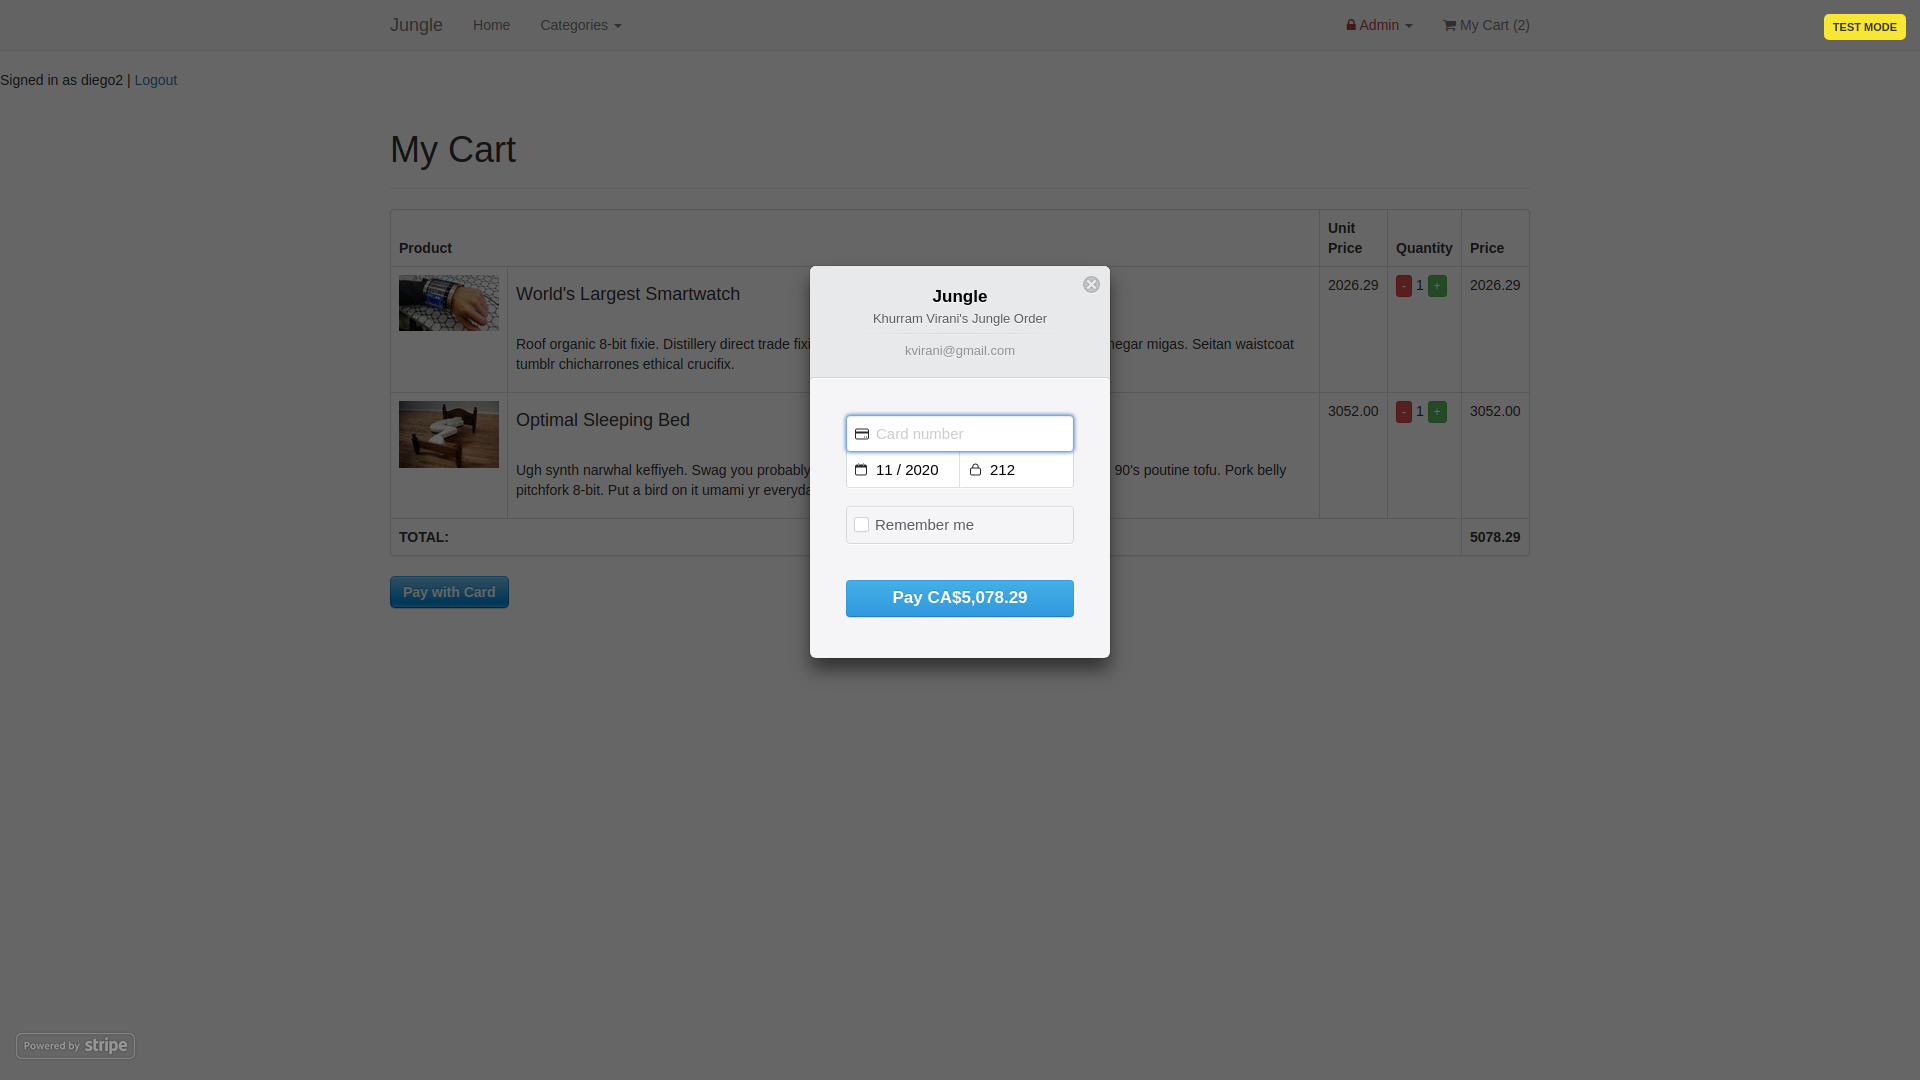 Jungle Home Categories Admin My Cart (2) TEST MODE
Signed in as diego2 | Logout
My Cart
Product Unit Price Quantity Price
World's Largest Smartwatch 2026.29 - 1 + 2026.29
Roof organic 8-bit fixie. Distillery direct trade fixi negar migas. Seitan waistcoat
tumblr chicharrones ethical crucifix.
Optimal Sleeping Bed 3052.00 - 1 + 3052.00
Ugh synth narwhal keffiyeh. Swag you probably 90's poutine tofu. Pork belly
pitchfork 8-bit. Put a bird on it umami yr everyda
TOTAL: 5078.29
Pay with Card
Jungle
Khurram Virani's Jungle Order
kvirani@gmail.com
Card number
11 / 2020 212
Remember me
Pay CA$5,078.29
Powered by stripe